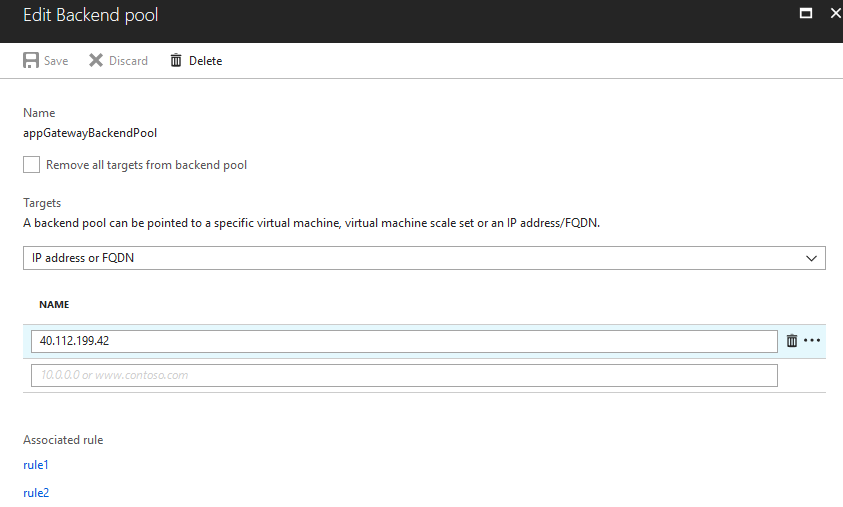 Edit Backend pool
Save Discard Delete
Name
appGatewayBackendPool
Remove all targets from backend pool
Targets
A backend pool can be pointed to a specific virtual machine, virtual machine scale set or an IP address/FQDN.
IP address or FQDN
NAME
40.112.199.42
10.0.0.0 or www.contoso.com
Associated rule
rule1
rule2